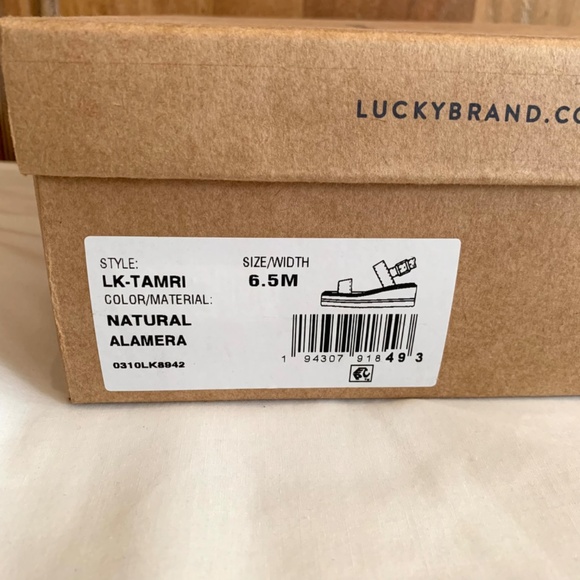 LUCKYBRAND.CO
STYLE:
LK-TAMRI
COLOR/MATERIAL:
NATURAL
ALAMERA
0310LK8942
SIZE/WIDTH
6.5M
1 94307 91849 3